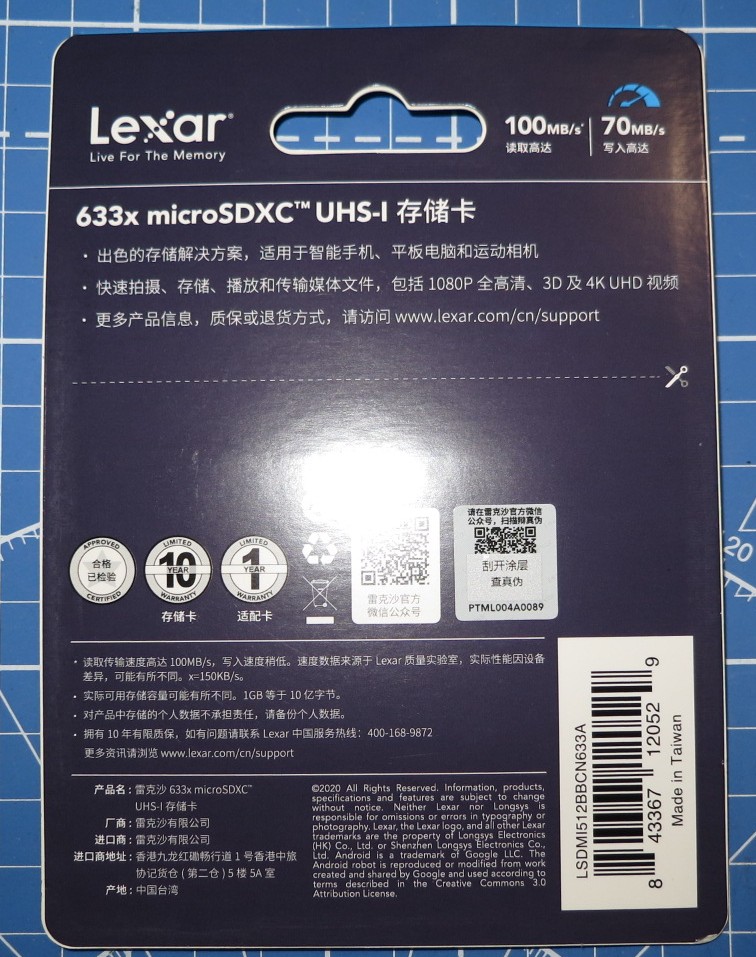 Lexar
Live For The Memory
100MB/s* 70MB/s
读取高达 写入高达
633x microSDXC™ UHS-I 存储卡
· 出色的存储解决方案，适用于智能手机、平板电脑和运动相机
· 快速拍摄、存储、播放和传输媒体文件，包括 1080P 全高清、3D 及 4K UHD 视频
· 更多产品信息，质保或退货方式，请访问 www.lexar.com/cn/support
APPROVED
合格
已检验
CERTIFIED
LIMITED
10
YEAR
WARRANTY
存储卡
LIMITED
1
YEAR
WARRANTY
适配卡
雷克沙官方
微信公众号
请在雷克沙官方微信
公众号，扫描辩真伪
刮开涂层
查真伪
PTML004A0089
· 读取传输速度高达 100MB/s，写入速度稍低。速度数据来源于 Lexar 质量实验室，实际性能因设备
差异，可能有所不同。x=150KB/s。
· 实际可用存储容量可能有所不同。1GB 等于 10 亿字节。
· 对产品中存储的个人数据不承担责任，请备份个人数据。
· 拥有 10 年有限质保，如有问题请联系 Lexar 中国服务热线：400-168-9872
更多资讯请浏览 www.lexar.com/cn/support
产品名：雷克沙 633x microSDXC™
UHS-I 存储卡
厂商：雷克沙有限公司
进口商：雷克沙有限公司
进口商地址：香港九龙红磡畅行道 1 号香港中旅
协记货仓 ( 第二仓 ) 5 楼 5A 室
产地：中国台湾
©2020 All Rights Reserved. Information, products,
specifications and features are subject to change
without notice. Neither Lexar nor Longsys is
responsible for omissions or errors in typography or
photography. Lexar, the Lexar logo, and all other Lexar
trademarks are the property of Longsys Electronics
(HK) Co., Ltd. or Shenzhen Longsys Electronics Co.,
Ltd. Android is a trademark of Google LLC. The
Android robot is reproduced or modified from work
created and shared by Google and used according to
terms described in the Creative Commons 3.0
Attribution License.
LSDMI512BBCN633A
8 43367 12052 9
Made in Taiwan
20